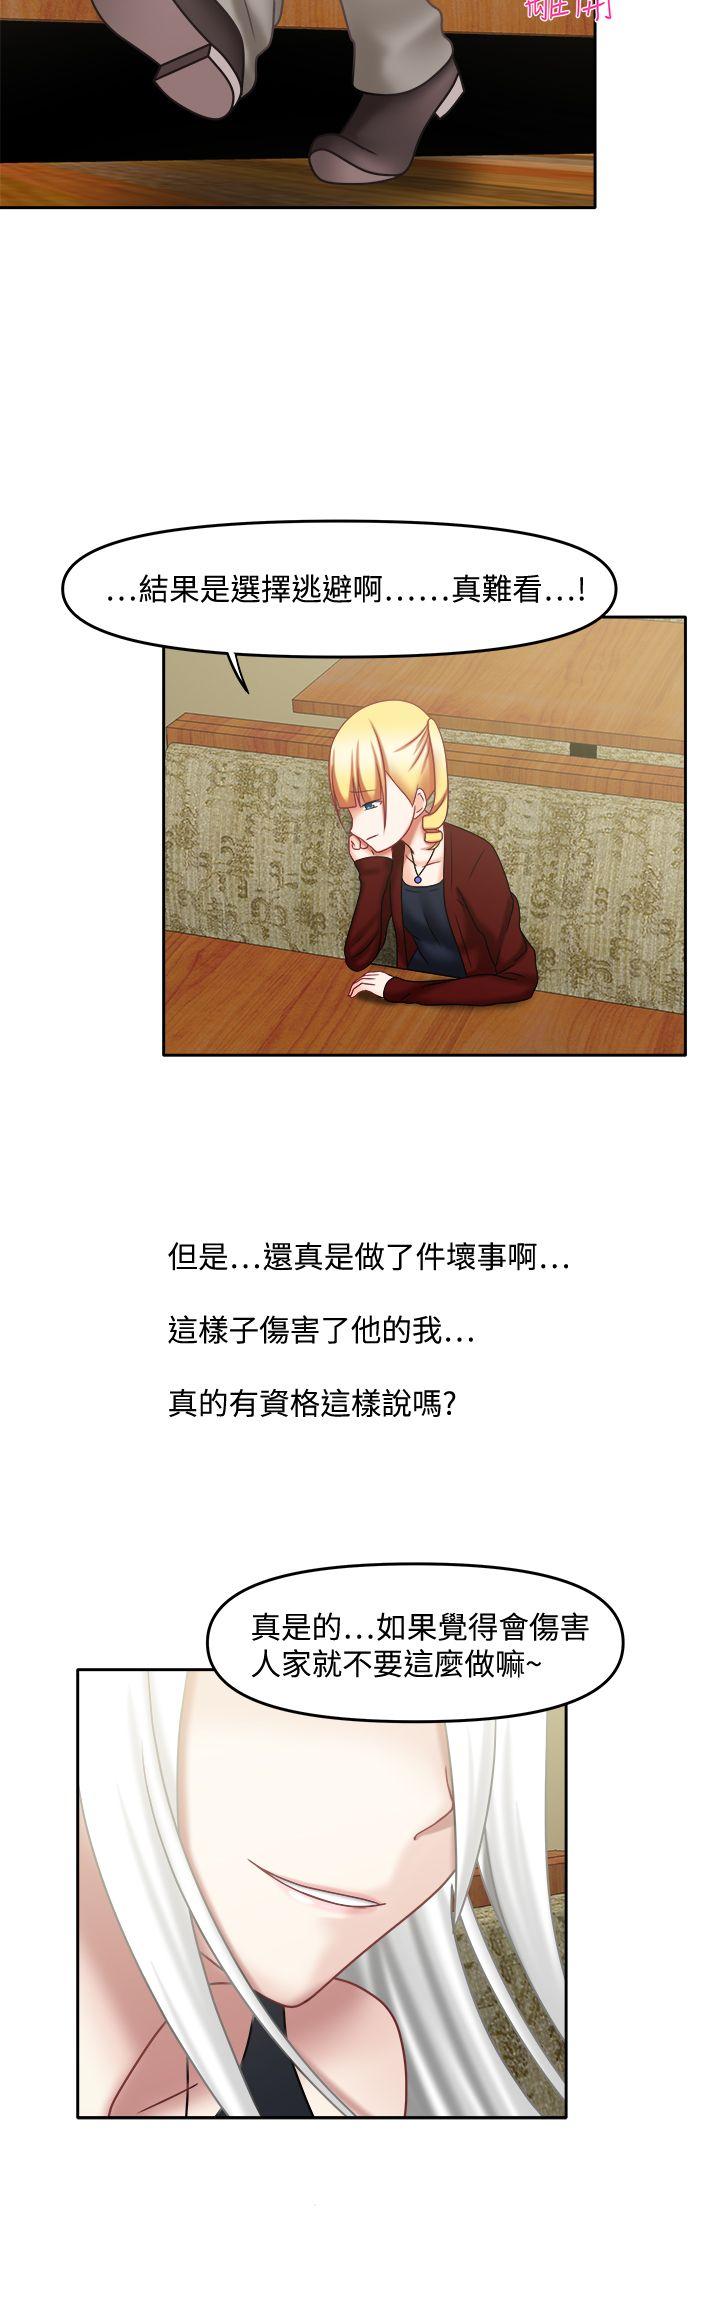 離開
…結果是選擇逃避啊……真難看…!
但是…還真是做了件壞事啊…
這樣子傷害了他的我…
真的有資格這樣說嗎?
真是的…如果覺得會傷害
人家就不要這麼做嘛~